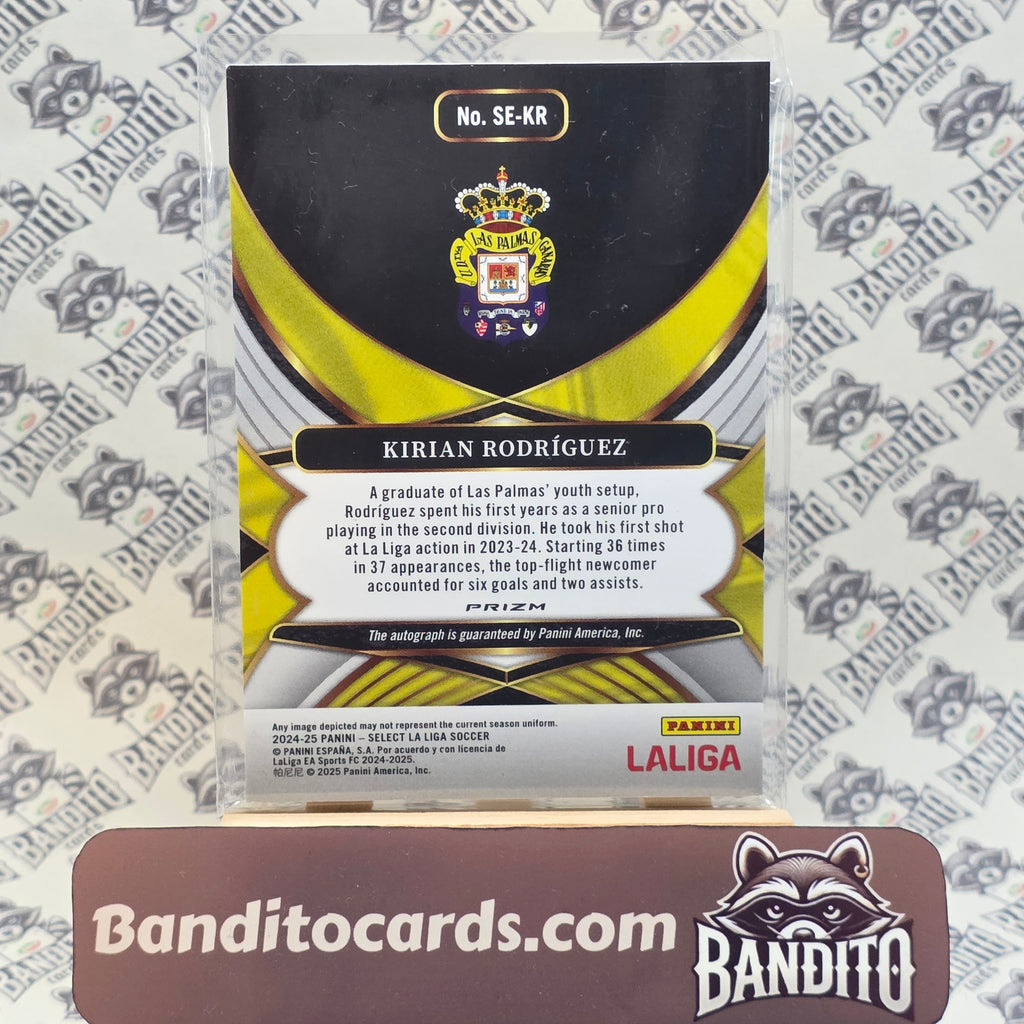 No. SE-KR
LAS PALMAS
KIRIAN RODRÍGUEZ
A graduate of Las Palmas’ youth setup,
Rodríguez spent his first years as a senior pro
playing in the second division. He took his first shot
at La Liga action in 2023-24. Starting 36 times
in 37 appearances, the top-flight newcomer
accounted for six goals and two assists.
PRIZM
The autograph is guaranteed by Panini America, Inc.
Any image depicted may not represent the current season uniform.
2024-25 PANINI – SELECT LA LIGA SOCCER
© PANINI ESPAÑA, S.A. Por acuerdo y con licencia de
LaLiga EA Sports FC 2024-2025.
帕尼尼 © 2025 Panini America, Inc.
PANINI
LALIGA
Banditocards.com
BANDITO
BANDITO
cards